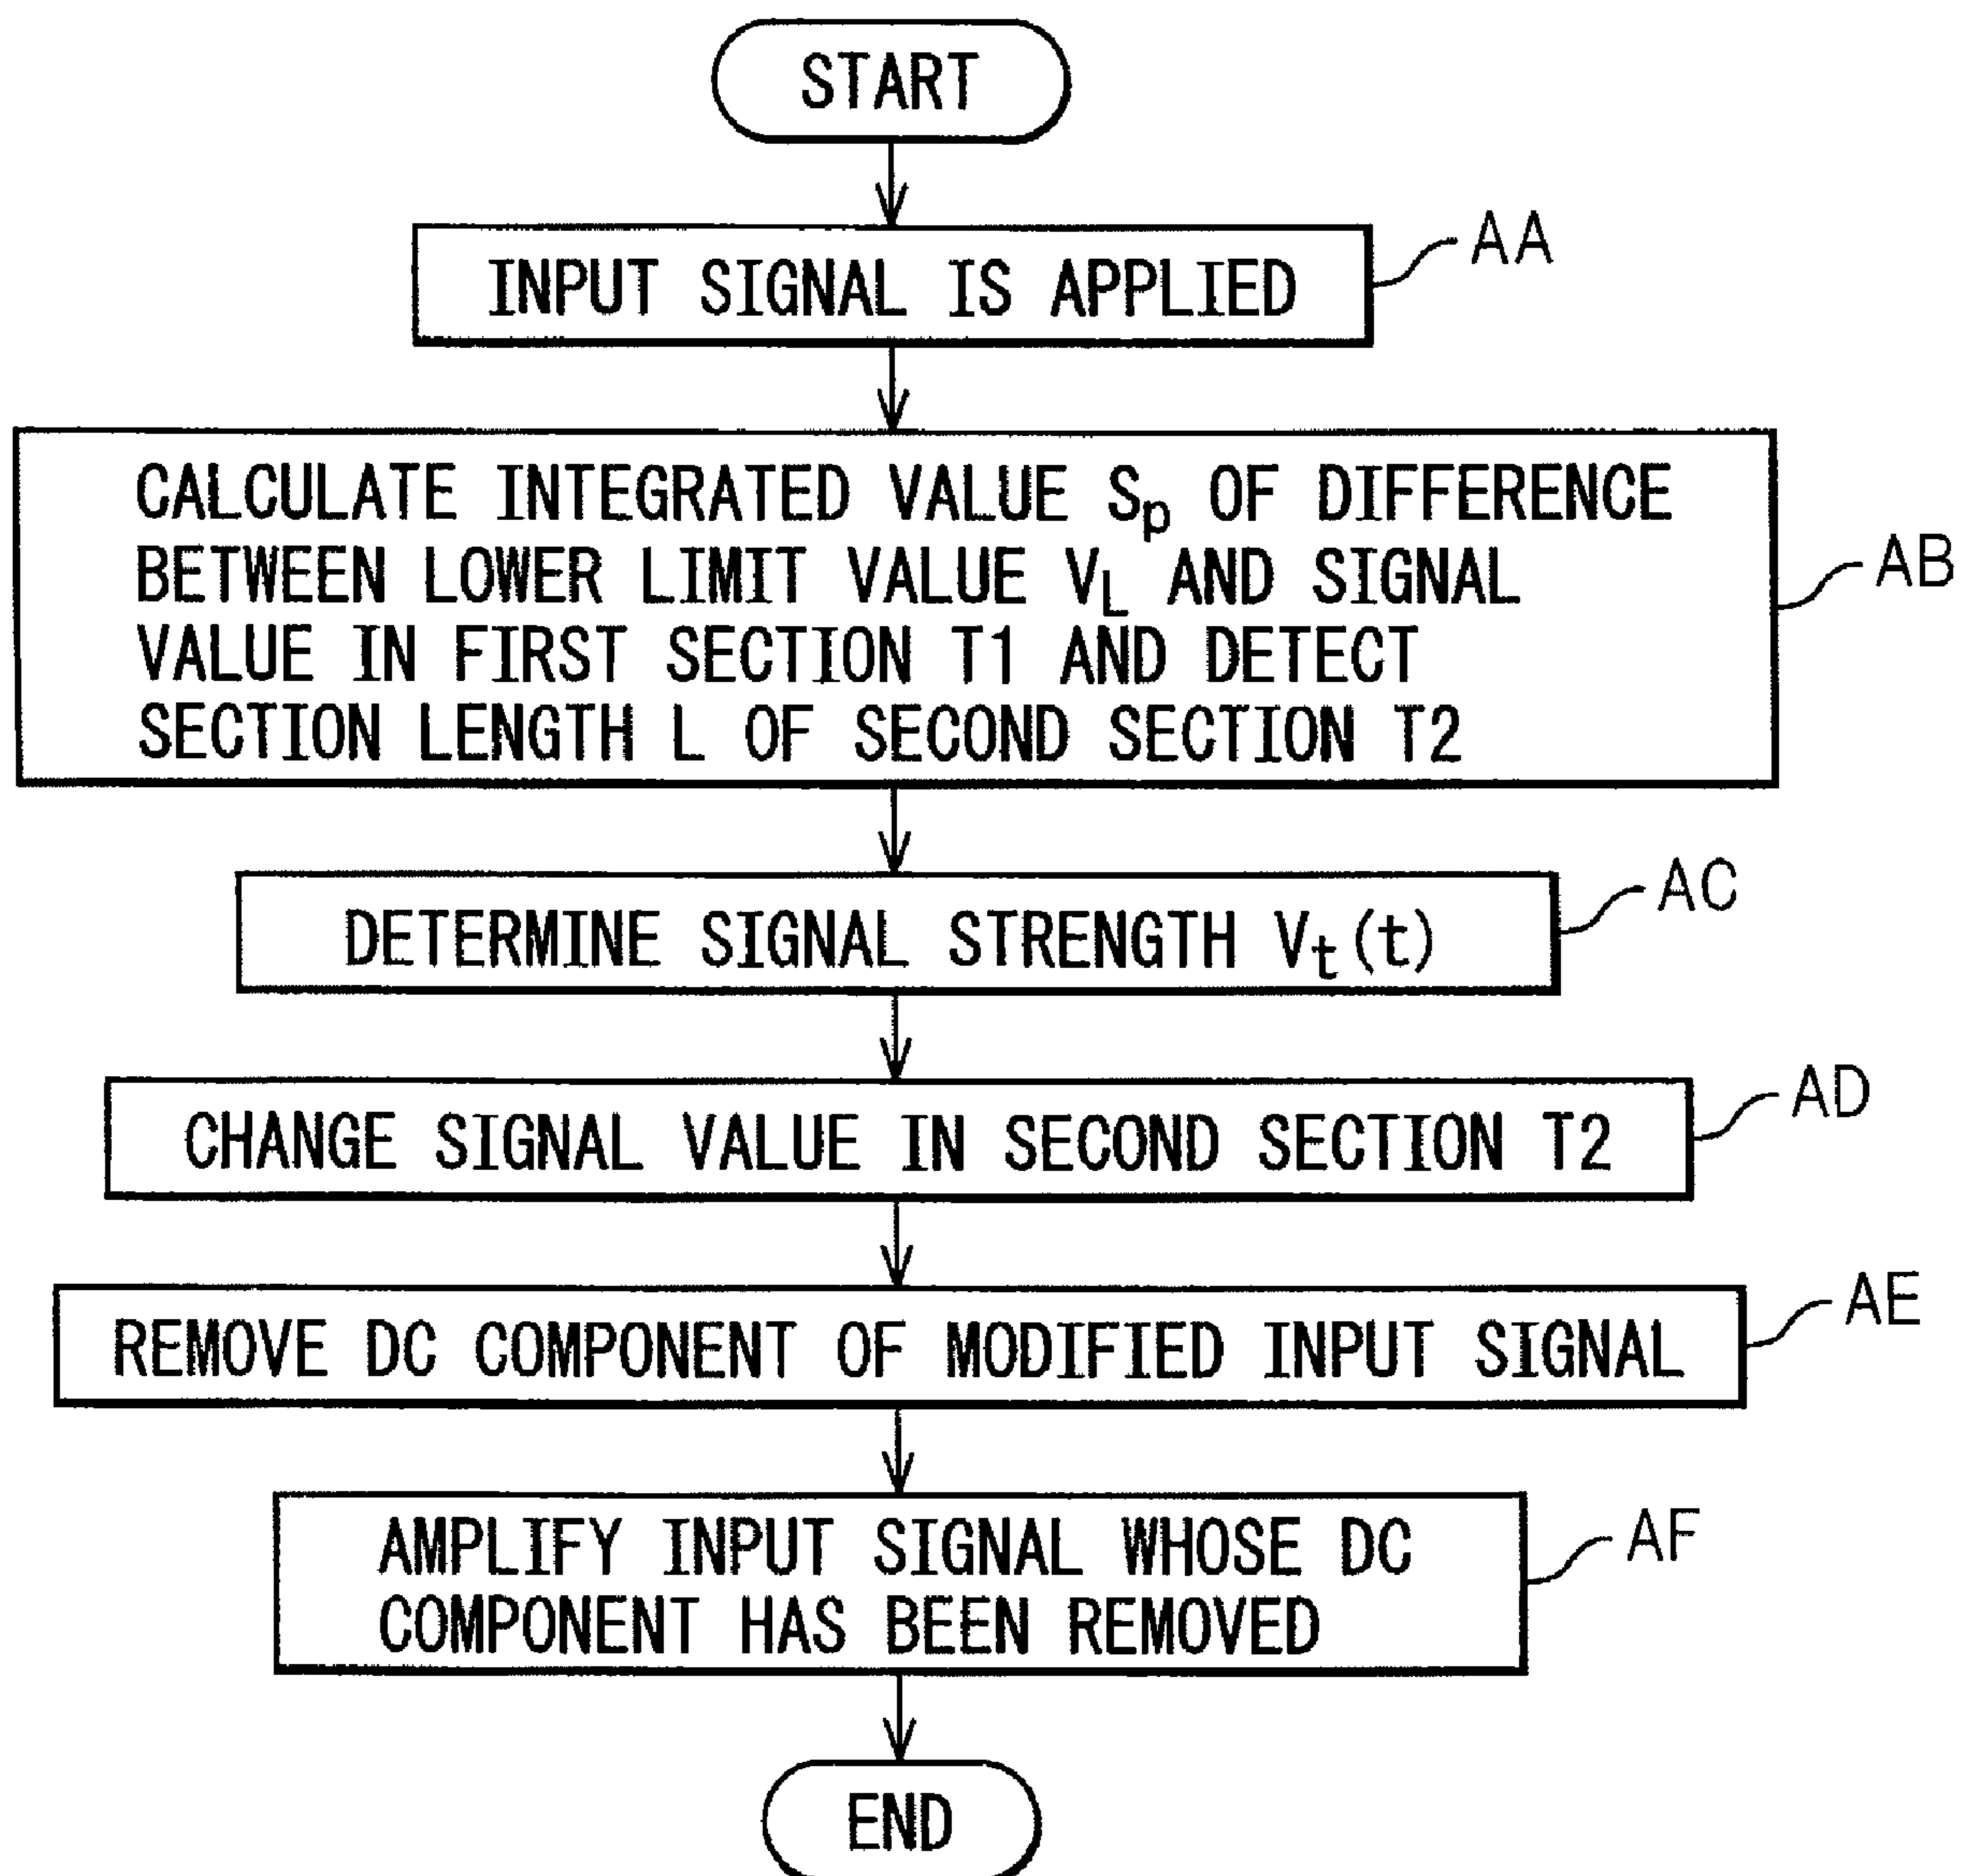 START
INPUT SIGNAL IS APPLIED
AA
CALCULATE INTEGRATED VALUE Sp OF DIFFERENCE
BETWEEN LOWER LIMIT VALUE VL AND SIGNAL
VALUE IN FIRST SECTION T1 AND DETECT
SECTION LENGTH L OF SECOND SECTION T2
AB
DETERMINE SIGNAL STRENGTH Vt(t)
AC
CHANGE SIGNAL VALUE IN SECOND SECTION T2
AD
REMOVE DC COMPONENT OF MODIFIED INPUT SIGNAL
AE
AMPLIFY INPUT SIGNAL WHOSE DC
COMPONENT HAS BEEN REMOVED
AF
END